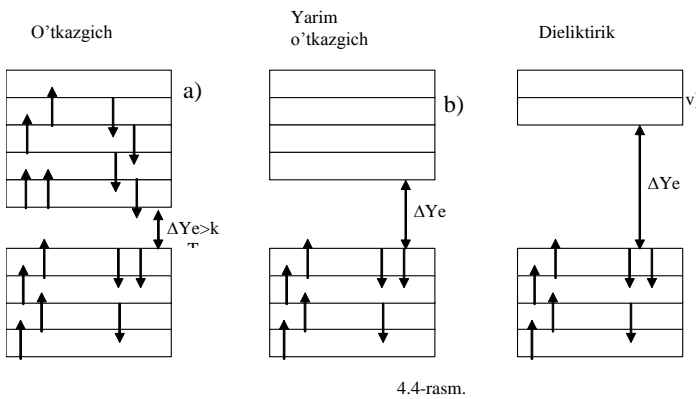 O’tkazgich
Yarim
o’tkazgich
Dieliktirik
a)
b)
v)
ΔYe>k
T
ΔYe
ΔYe
4.4-rasm.